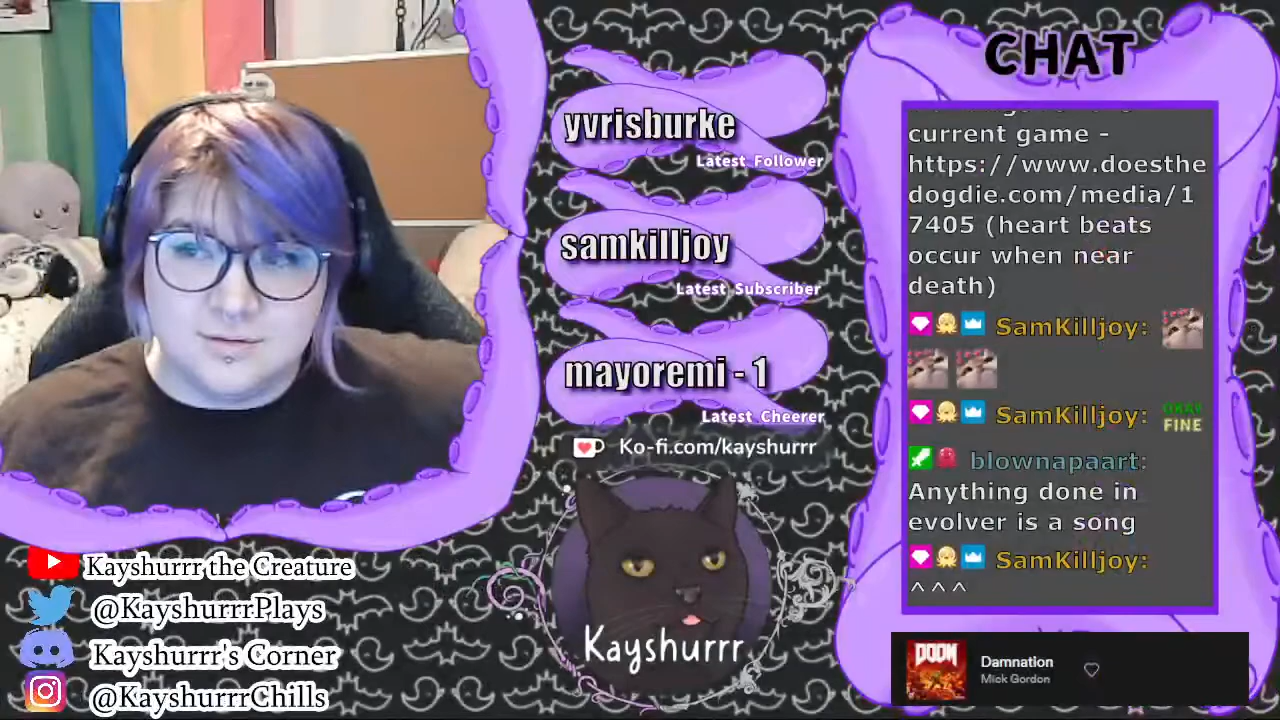 yvrisburke
Latest Follower
samkilljoy
Latest Subscriber
mayoremi - 1
Latest Cheerer
Ko-fi.com/kayshurrr
Kayshurrr
Kayshurrr the Creature
@KayshurrrPlays
Kayshurrr's Corner
@KayshurrrChills
CHAT
current game -
https://www.doesthe
dogdie.com/media/1
7405 (heart beats
occur when near
death)
SamKilljoy:
SamKilljoy: OKAY
FINE
blownapaart:
Anything done in
evolver is a song
SamKilljoy:
^^^
DOOM
Damnation
Mick Gordon